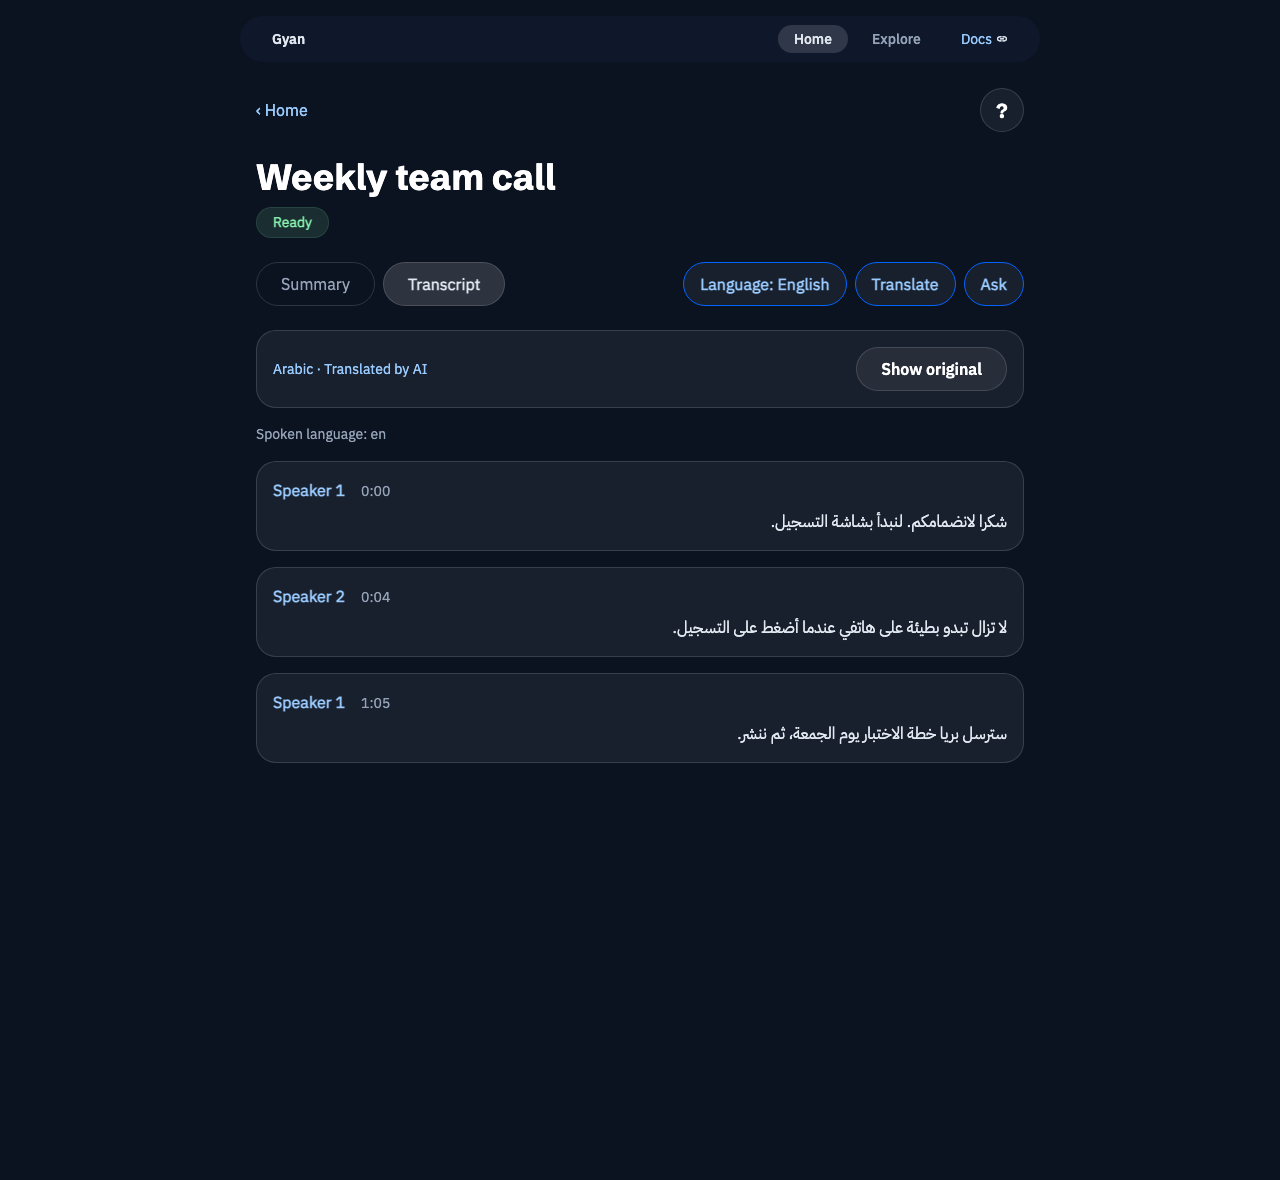 Gyan
Home
Explore
Docs
‹ Home
?
Weekly team call
Ready
Summary
Transcript
Language: English
Translate
Ask
Arabic · Translated by AI
Show original
Spoken language: en
Speaker 1 0:00
شكرا لانضمامكم. لنبدأ بشاشة التسجيل.
Speaker 2 0:04
لا تزال تبدو بطيئة على هاتفي عندما أضغط على التسجيل.
Speaker 1 1:05
سترسل بريا خطة الاختبار يوم الجمعة، ثم ننشر.